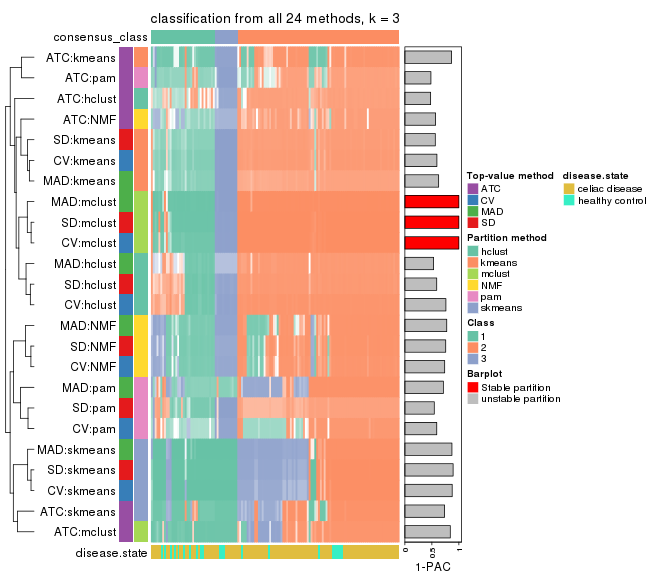 classification from all 24 methods, k = 3
consensus_class
ATC:kmeans
ATC:pam
ATC:hclust
ATC:NMF
SD:kmeans
CV:kmeans
MAD:kmeans
MAD:mclust
SD:mclust
CV:mclust
MAD:hclust
SD:hclust
CV:hclust
MAD:NMF
SD:NMF
CV:NMF
MAD:pam
SD:pam
CV:pam
MAD:skmeans
SD:skmeans
CV:skmeans
ATC:skmeans
ATC:mclust
disease.state
0
0.5
1
1-PAC
Top-value method
ATC
CV
MAD
SD
Partition method
hclust
kmeans
mclust
NMF
pam
skmeans
Class
1
2
3
Barplot
Stable partition
unstable partition
disease.state
celiac disease
healthy control